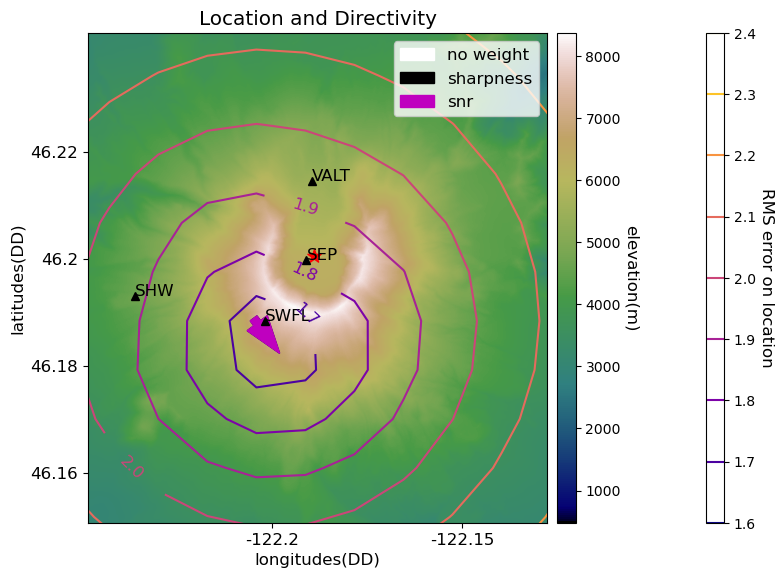 Location and Directivity
no weight
sharpness
snr
VALT
SEP
SHW
SWFL
1.9
1.8
1.7
2.0
46.22
46.2
46.18
46.16
latitudes(DD)
-122.2
-122.15
longitudes(DD)
8000
7000
6000
5000
4000
3000
2000
1000
elevation(m)
2.4
2.3
2.2
2.1
2.0
1.9
1.8
1.7
1.6
RMS error on location